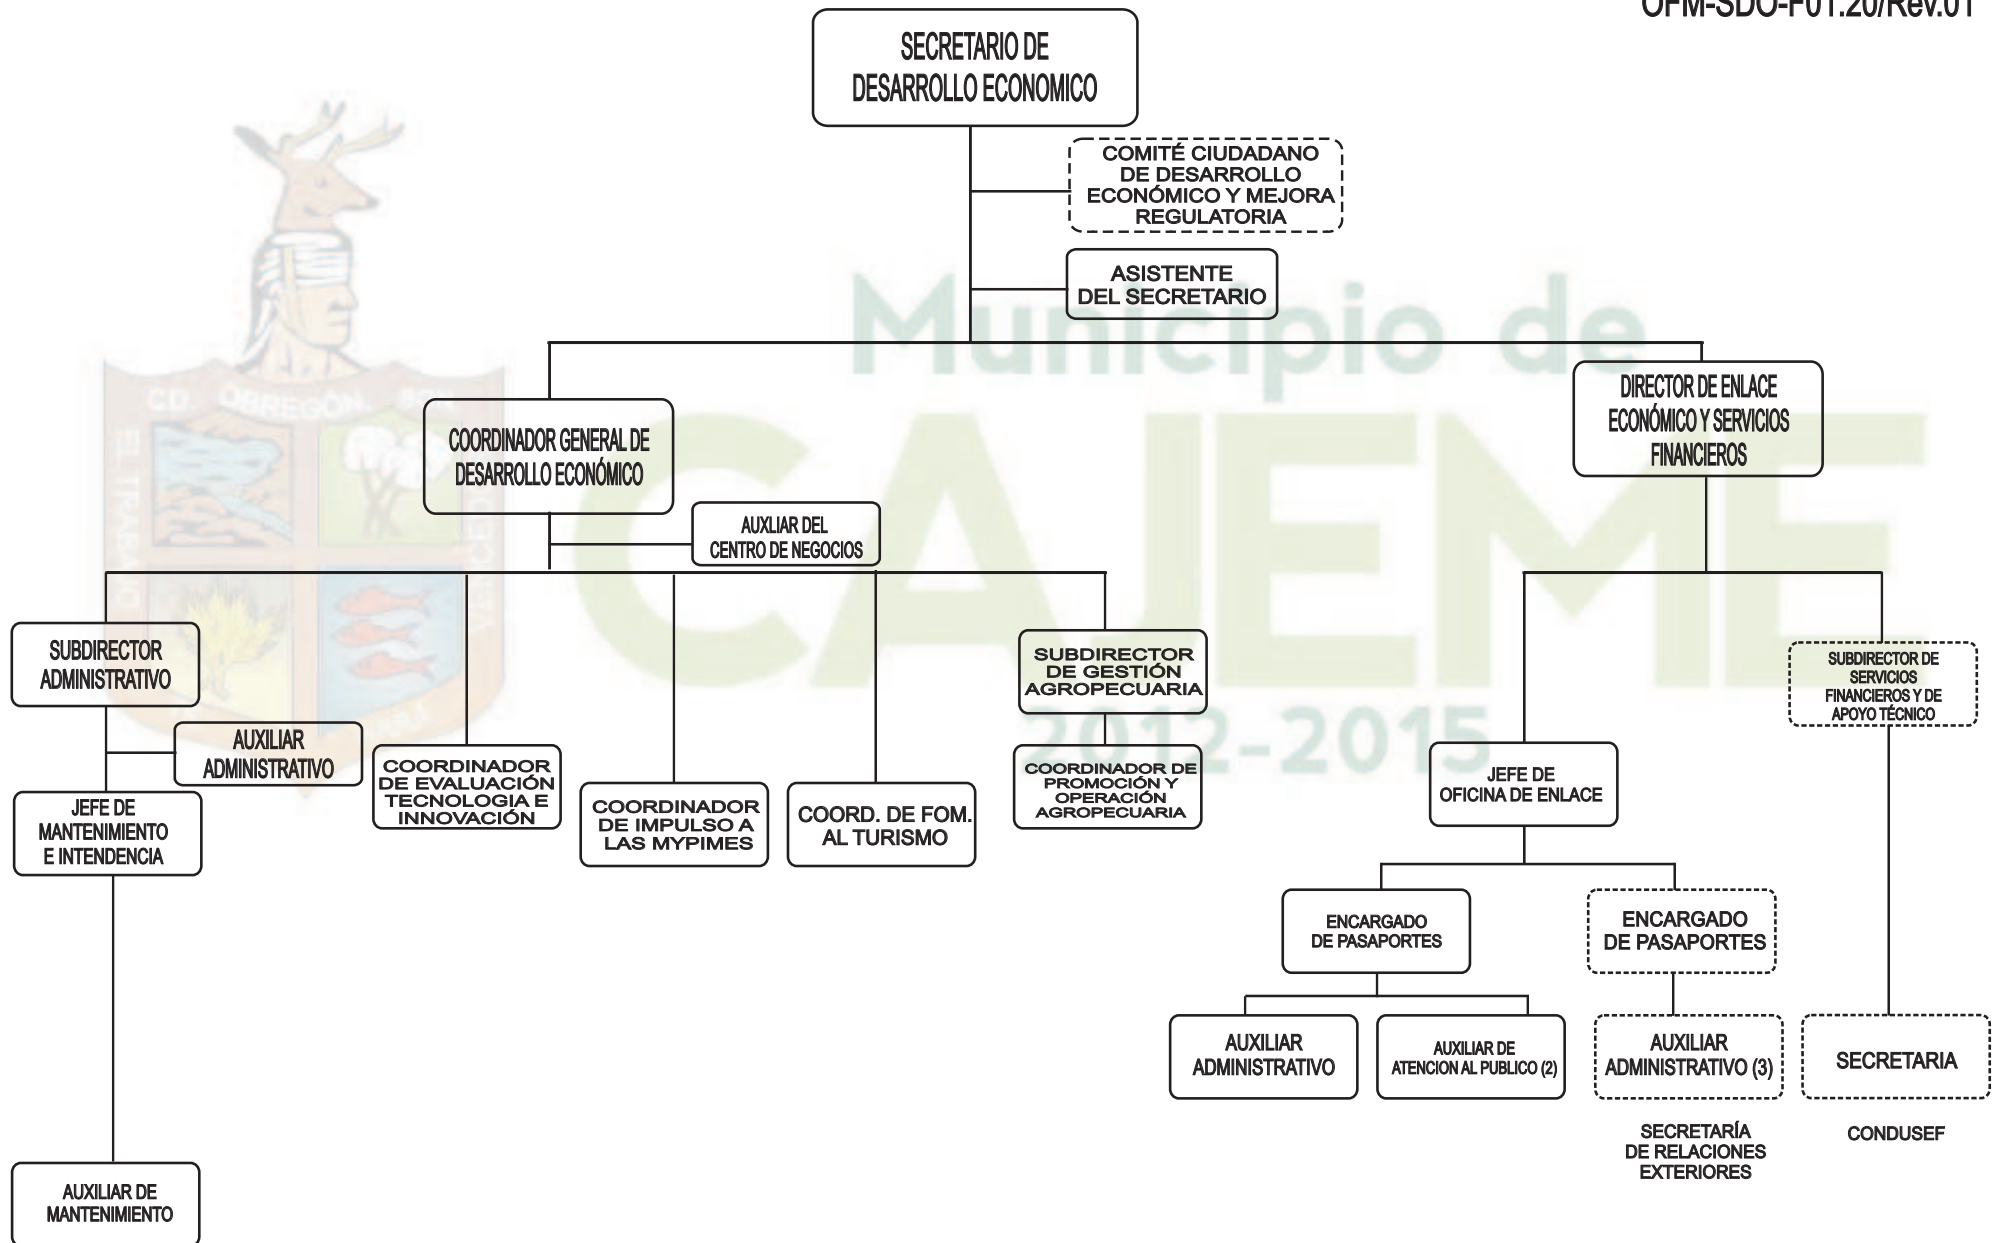 OFM-SDO-F01.20/Rev.01
SECRETARIO DE
DESARROLLO ECONOMICO
COMITÉ CIUDADANO
DE DESARROLLO
ECONÓMICO Y MEJORA
REGULATORIA
ASISTENTE
DEL SECRETARIO
Municipio de
CAJEME
2012-2015
CD. OBREGÓN, SON
EL TRABAJO
COORDINADOR GENERAL DE
DESARROLLO ECONÓMICO
DIRECTOR DE ENLACE
ECONÓMICO Y SERVICIOS
FINANCIEROS
AUXLIAR DEL
CENTRO DE NEGOCIOS
SUBDIRECTOR
ADMINISTRATIVO
AUXILIAR
ADMINISTRATIVO
JEFE DE
MANTENIMIENTO
E INTENDENCIA
AUXILIAR DE
MANTENIMIENTO
COORDINADOR
DE EVALUACIÓN
TECNOLOGIA E
INNOVACIÓN
COORDINADOR
DE IMPULSO A
LAS MYPIMES
COORD. DE FOM.
AL TURISMO
SUBDIRECTOR
DE GESTIÓN
AGROPECUARIA
COORDINADOR DE
PROMOCIÓN Y
OPERACIÓN
AGROPECUARIA
JEFE DE
OFICINA DE ENLACE
SUBDIRECTOR DE
SERVICIOS
FINANCIEROS Y DE
APOYO TÉCNICO
ENCARGADO
DE PASAPORTES
ENCARGADO
DE PASAPORTES
AUXILIAR
ADMINISTRATIVO
AUXILIAR DE
ATENCION AL PUBLICO (2)
AUXILIAR
ADMINISTRATIVO (3)
SECRETARIA
SECRETARÍA
DE RELACIONES
EXTERIORES
CONDUSEF